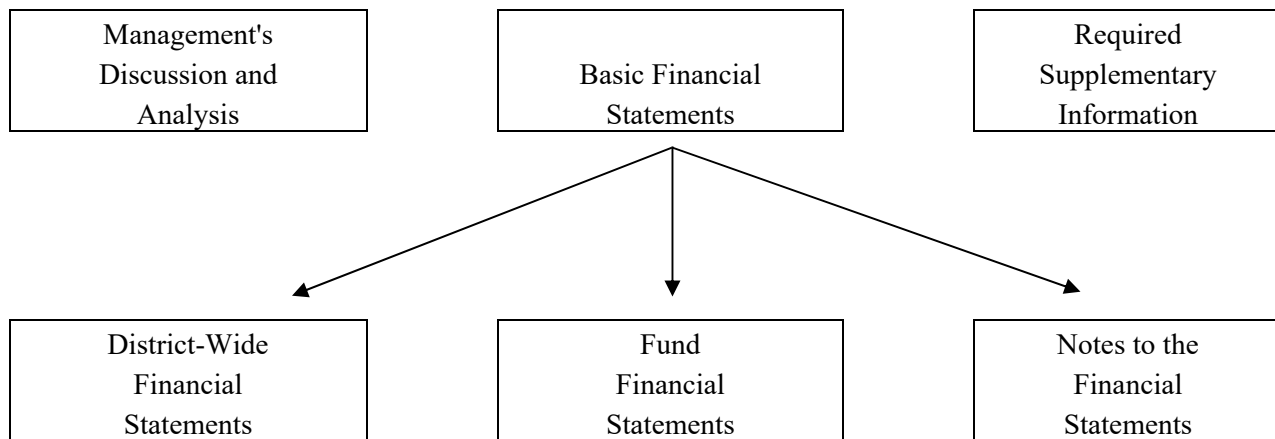 Management's
Discussion and
Analysis
Basic Financial
Statements
Required
Supplementary
Information
District-Wide
Financial
Statements
Fund
Financial
Statements
Notes to the
Financial
Statements